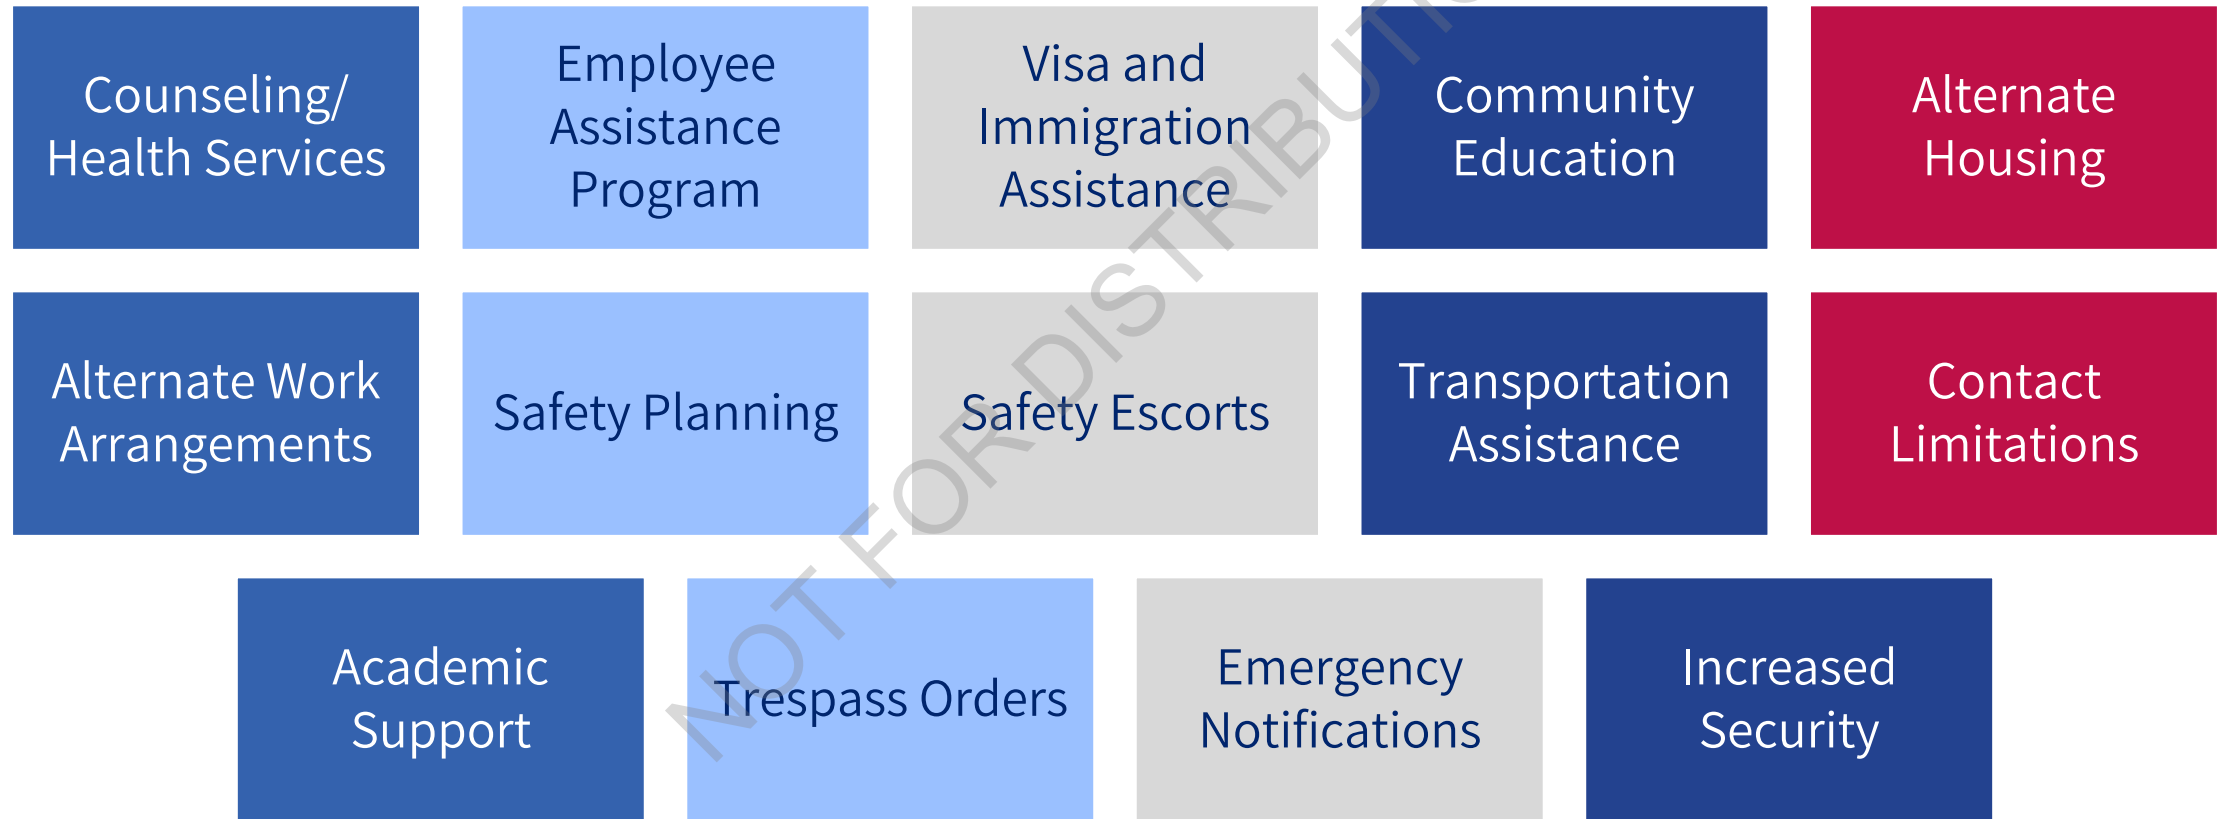 Counseling/
Health Services
Employee
Assistance
Program
Visa and
Immigration
Assistance
Community
Education
Alternate
Housing
Alternate Work
Arrangements
Safety Planning
Safety Escorts
Transportation
Assistance
Contact
Limitations
Academic
Support
Trespass Orders
Emergency
Notifications
Increased
Security
NOT FOR DISTRIBUTIO